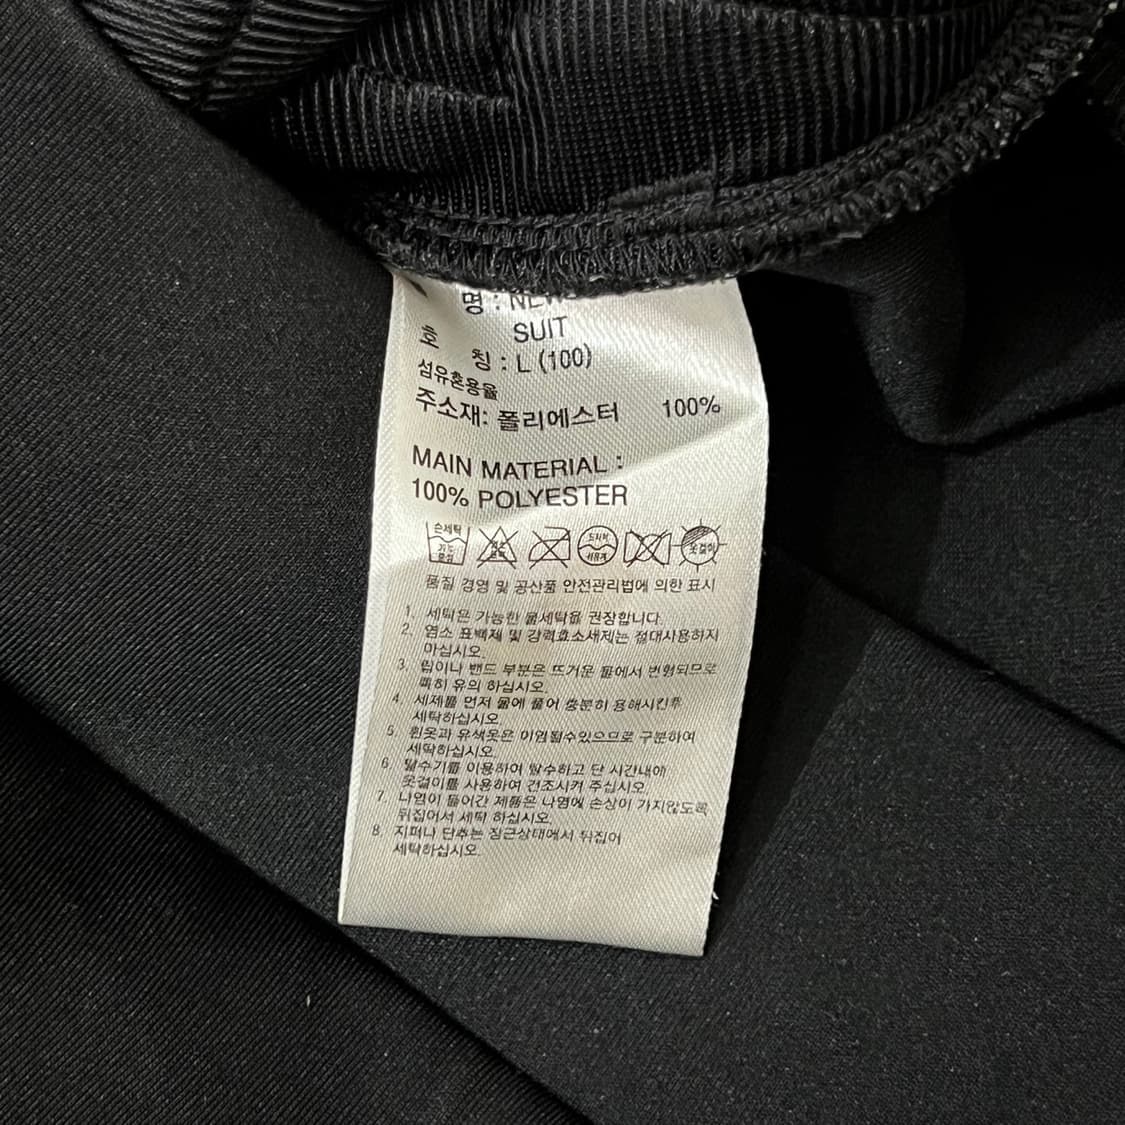 명 : NEW
SUIT
호 칭 : L (100)
섬유혼용율
주소재: 폴리에스터 100%
MAIN MATERIAL :
100% POLYESTER
손세탁
중성
옷걸이
품질 경영 및 공산품 안전관리법에 의한 표시
1. 세탁은 가능한 물세탁을 권장합니다.
2. 염소 표백제 및 강력효소세제는 절대사용하지
마십시오.
3. 립이나 밴드 부분은 뜨거운 물에서 변형되므로
특히 유의 하십시오.
4. 세제를 먼저 물에 풀어 충분히 용해시킨후
세탁하십시오.
5. 흰옷과 유색옷은 이염될수있으므로 구분하여
세탁하십시오.
6. 탈수기를 이용하여 탈수하고 단 시간내에
옷걸이를 사용하여 건조시켜 주십시오.
7. 나염이 들어간 제품은 나염에 손상이 가지않도록
뒤집어서 세탁 하십시오.
8. 지퍼나 단추는 잠근상태에서 뒤집어
세탁하십시오.